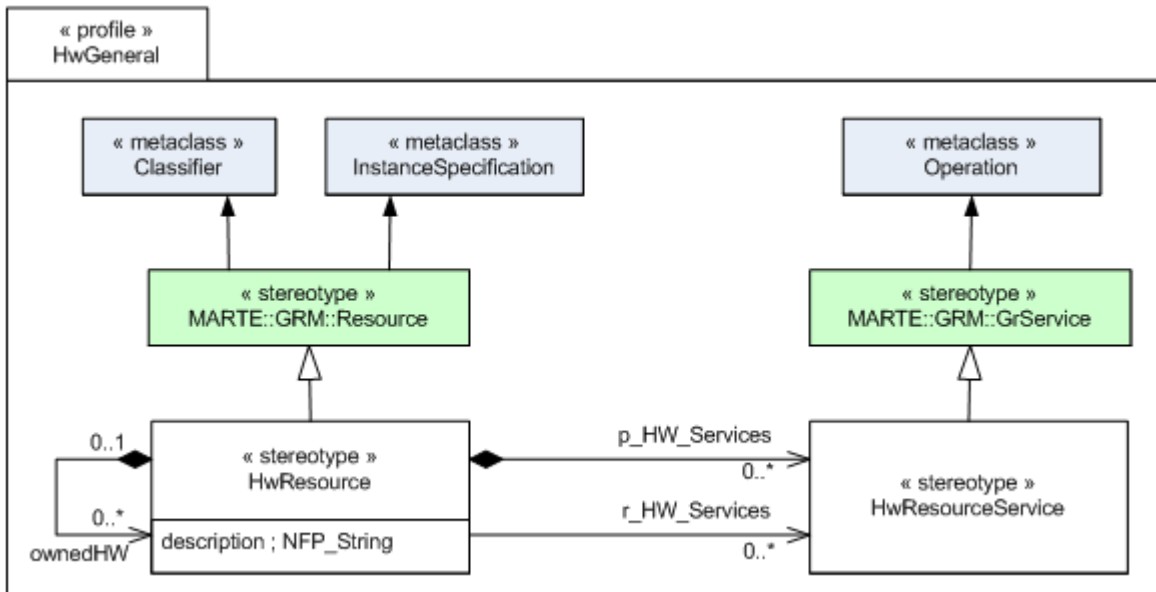 « profile »
HwGeneral
« metaclass »
Classifier
« metaclass »
InstanceSpecification
« metaclass »
Operation
« stereotype »
MARTE::GRM::Resource
« stereotype »
MARTE::GRM::GrService
0..1
« stereotype »
HwResource
p_HW_Services
0..*
« stereotype »
HwResourceService
0..*
ownedHW
description ; NFP_String
r_HW_Services
0..*